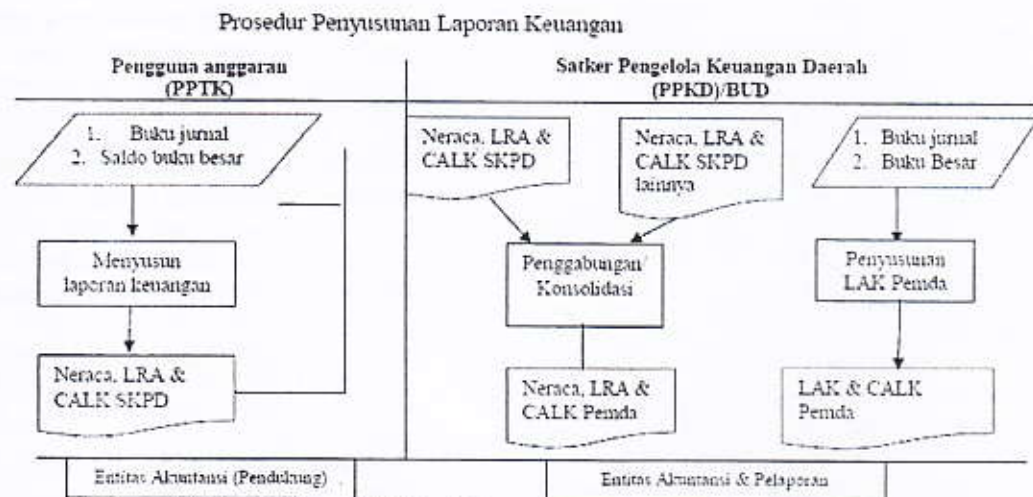 Prosedur Penyusunan Laporan Keuangan
Pengguna anggaran
(PPTK)
1. Buku jurnal
2. Saldo buku besar
Menyusun
laporan keuangan
Neraca, LRA &
CALK SKPD
Entitas Akuntansi (Pendukung)
Satker Pengelola Keuangan Daerah
(PPKD)/BUD
Neraca, LRA &
CALK SKPD
Neraca, LRA &
CALK SKPD
lainnya
1. Buku jurnal
2. Buku Besar
Penggabungan/
Konsolidasi
Penyusunan
LAK Pemda
Neraca, LRA &
CALK Pemda
LAK & CALK
Pemda
Entitas Akuntansi & Pelaporan